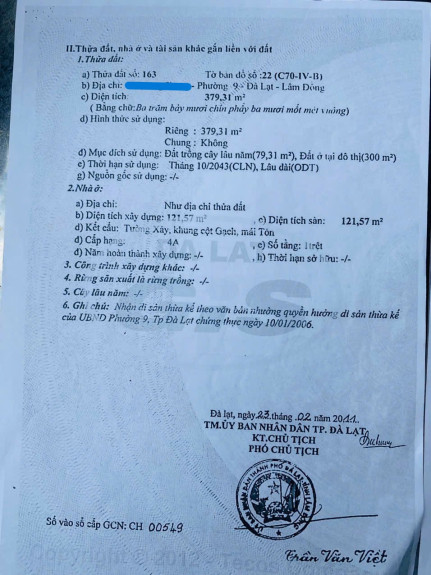 II.Thửa đất, nhà ở và tài sản khác gắn liền với đất
1.Thửa đất:
a) Thửa đất số: 163 Tờ bản đồ số :22 (C70-IV-B)
b) Địa chỉ: - Phường 9 - Đà Lạt - Lâm Đồng
c) Diện tích: 379,31 m²
( Bằng chữ:Ba trăm bảy mươi chín phẩy ba mươi mốt mét vuông)
d) Hình thức sử dụng:
Riêng : 379,31 m²
Chung : Không
đ) Mục đích sử dụng: Đất trồng cây lâu năm(79,31 m²), Đất ở tại đô thị(300 m²)
e) Thời hạn sử dụng: Tháng 10/2043(CLN), Lâu dài(ODT)
g) Nguồn gốc sử dụng: -/-
2.Nhà ở:
a) Địa chỉ: Như địa chỉ thửa đất
b) Diện tích xây dựng: 121,57 m² , c) Diện tích sàn: 121,57 m²
d) Kết cấu: Tường Xây, khung cột Gạch, mái Tôn
đ) Cấp hạng: 4A , e) Số tầng: 1trệt
đ) Năm hoàn thành xây dựng: -/- , h) Thời hạn sở hữu: -/-
3. Công trình xây dựng khác: -/-
4. Rừng sản xuất là rừng trồng: -/-
5. Cây lâu năm: -/-
6. Ghi chú: Nhận di sản thừa kế theo văn bản nhường quyền hưởng di sản thừa kế
của UBND Phường 9, Tp Đà Lạt chứng thực ngày 10/01/2006.
Đà lạt, ngày.23.tháng .02 năm 2011..
TM.ỦY BAN NHÂN DÂN TP. ĐÀ LẠT
KT.CHỦ TỊCH
PHÓ CHỦ TỊCH
Số vào sổ cấp GCN: CH 00549
Trần Văn Việt
Copyright © 2012 - Tecos